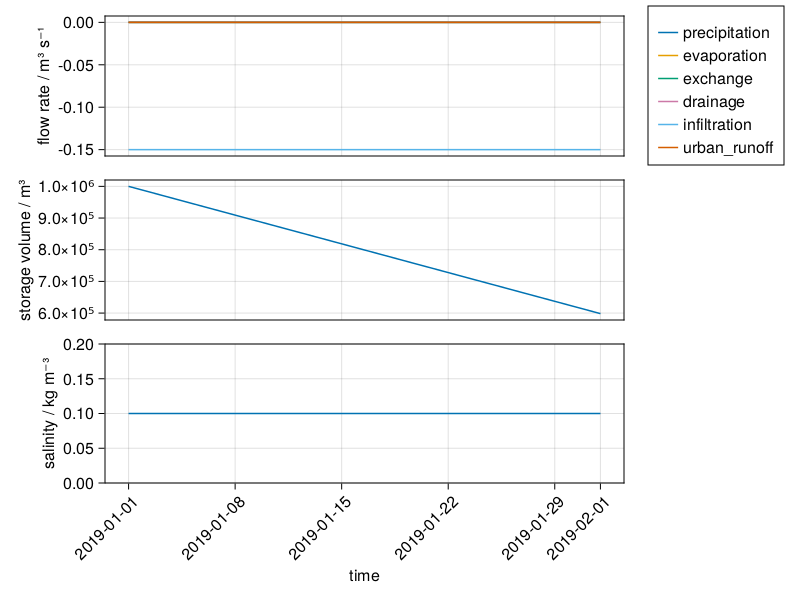 flow rate / m³ s⁻¹
0.00
-0.05
-0.10
-0.15
precipitation
evaporation
exchange
drainage
infiltration
urban_runoff
storage volume / m³
1.0×10⁶
9.0×10⁵
8.0×10⁵
7.0×10⁵
6.0×10⁵
salinity / kg m⁻³
0.20
0.15
0.10
0.05
0.00
2019-01-01
2019-01-08
2019-01-15
2019-01-22
2019-01-29
2019-02-01
time